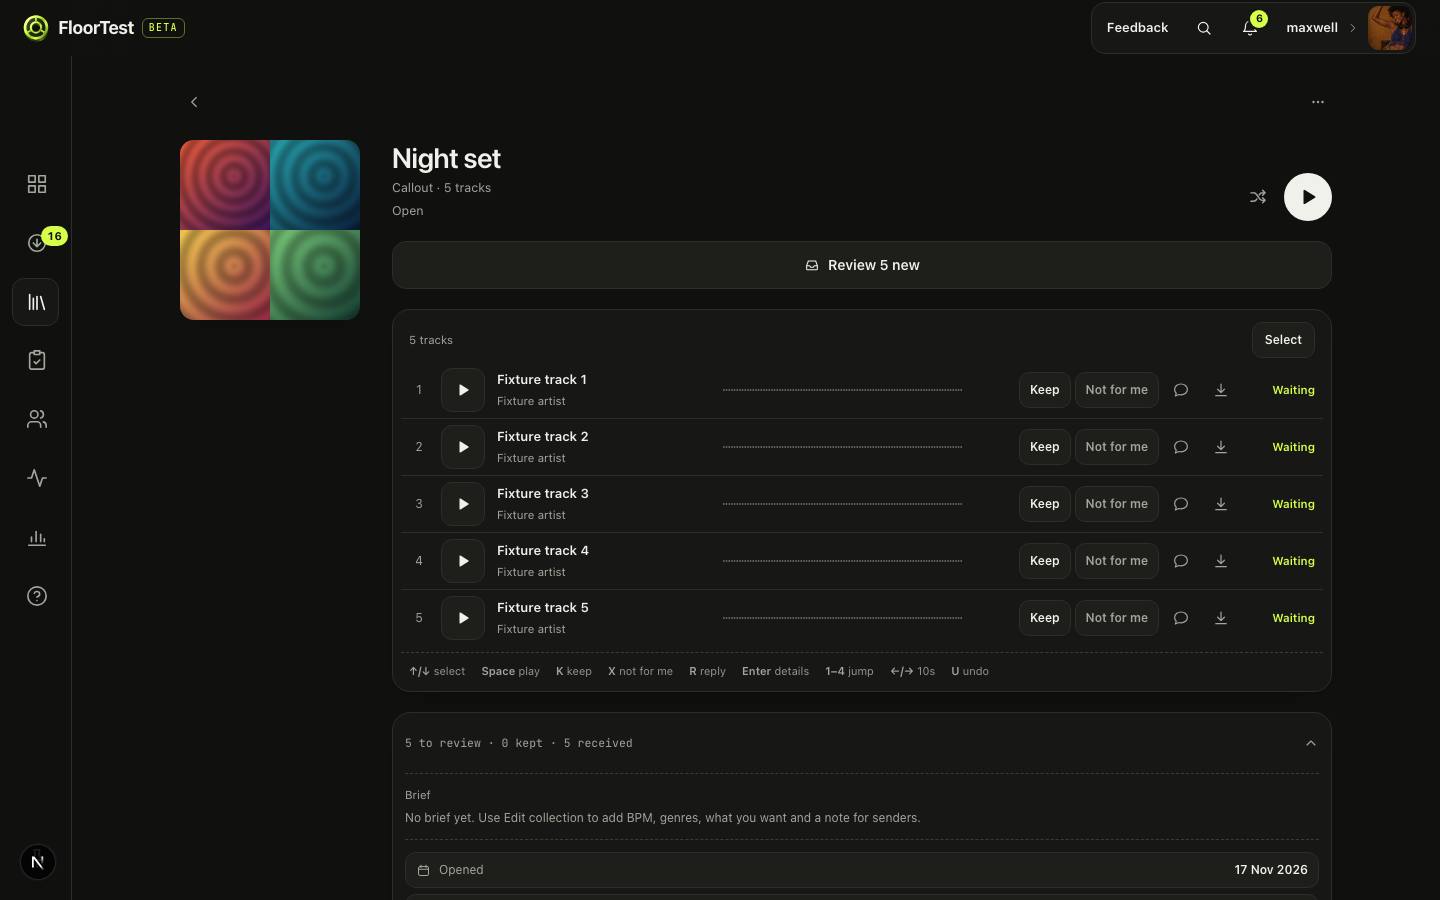 FloorTest BETA
Feedback 6 maxwell
16
Night set
Callout · 5 tracks
Open
Review 5 new
5 tracks Select
1 Fixture track 1 Keep Not for me Waiting
Fixture artist
2 Fixture track 2 Keep Not for me Waiting
Fixture artist
3 Fixture track 3 Keep Not for me Waiting
Fixture artist
4 Fixture track 4 Keep Not for me Waiting
Fixture artist
5 Fixture track 5 Keep Not for me Waiting
Fixture artist
↑/↓ select Space play K keep X not for me R reply Enter details 1–4 jump ←/→ 10s U undo
5 to review · 0 kept · 5 received
Brief
No brief yet. Use Edit collection to add BPM, genres, what you want and a note for senders.
Opened 17 Nov 2026
N